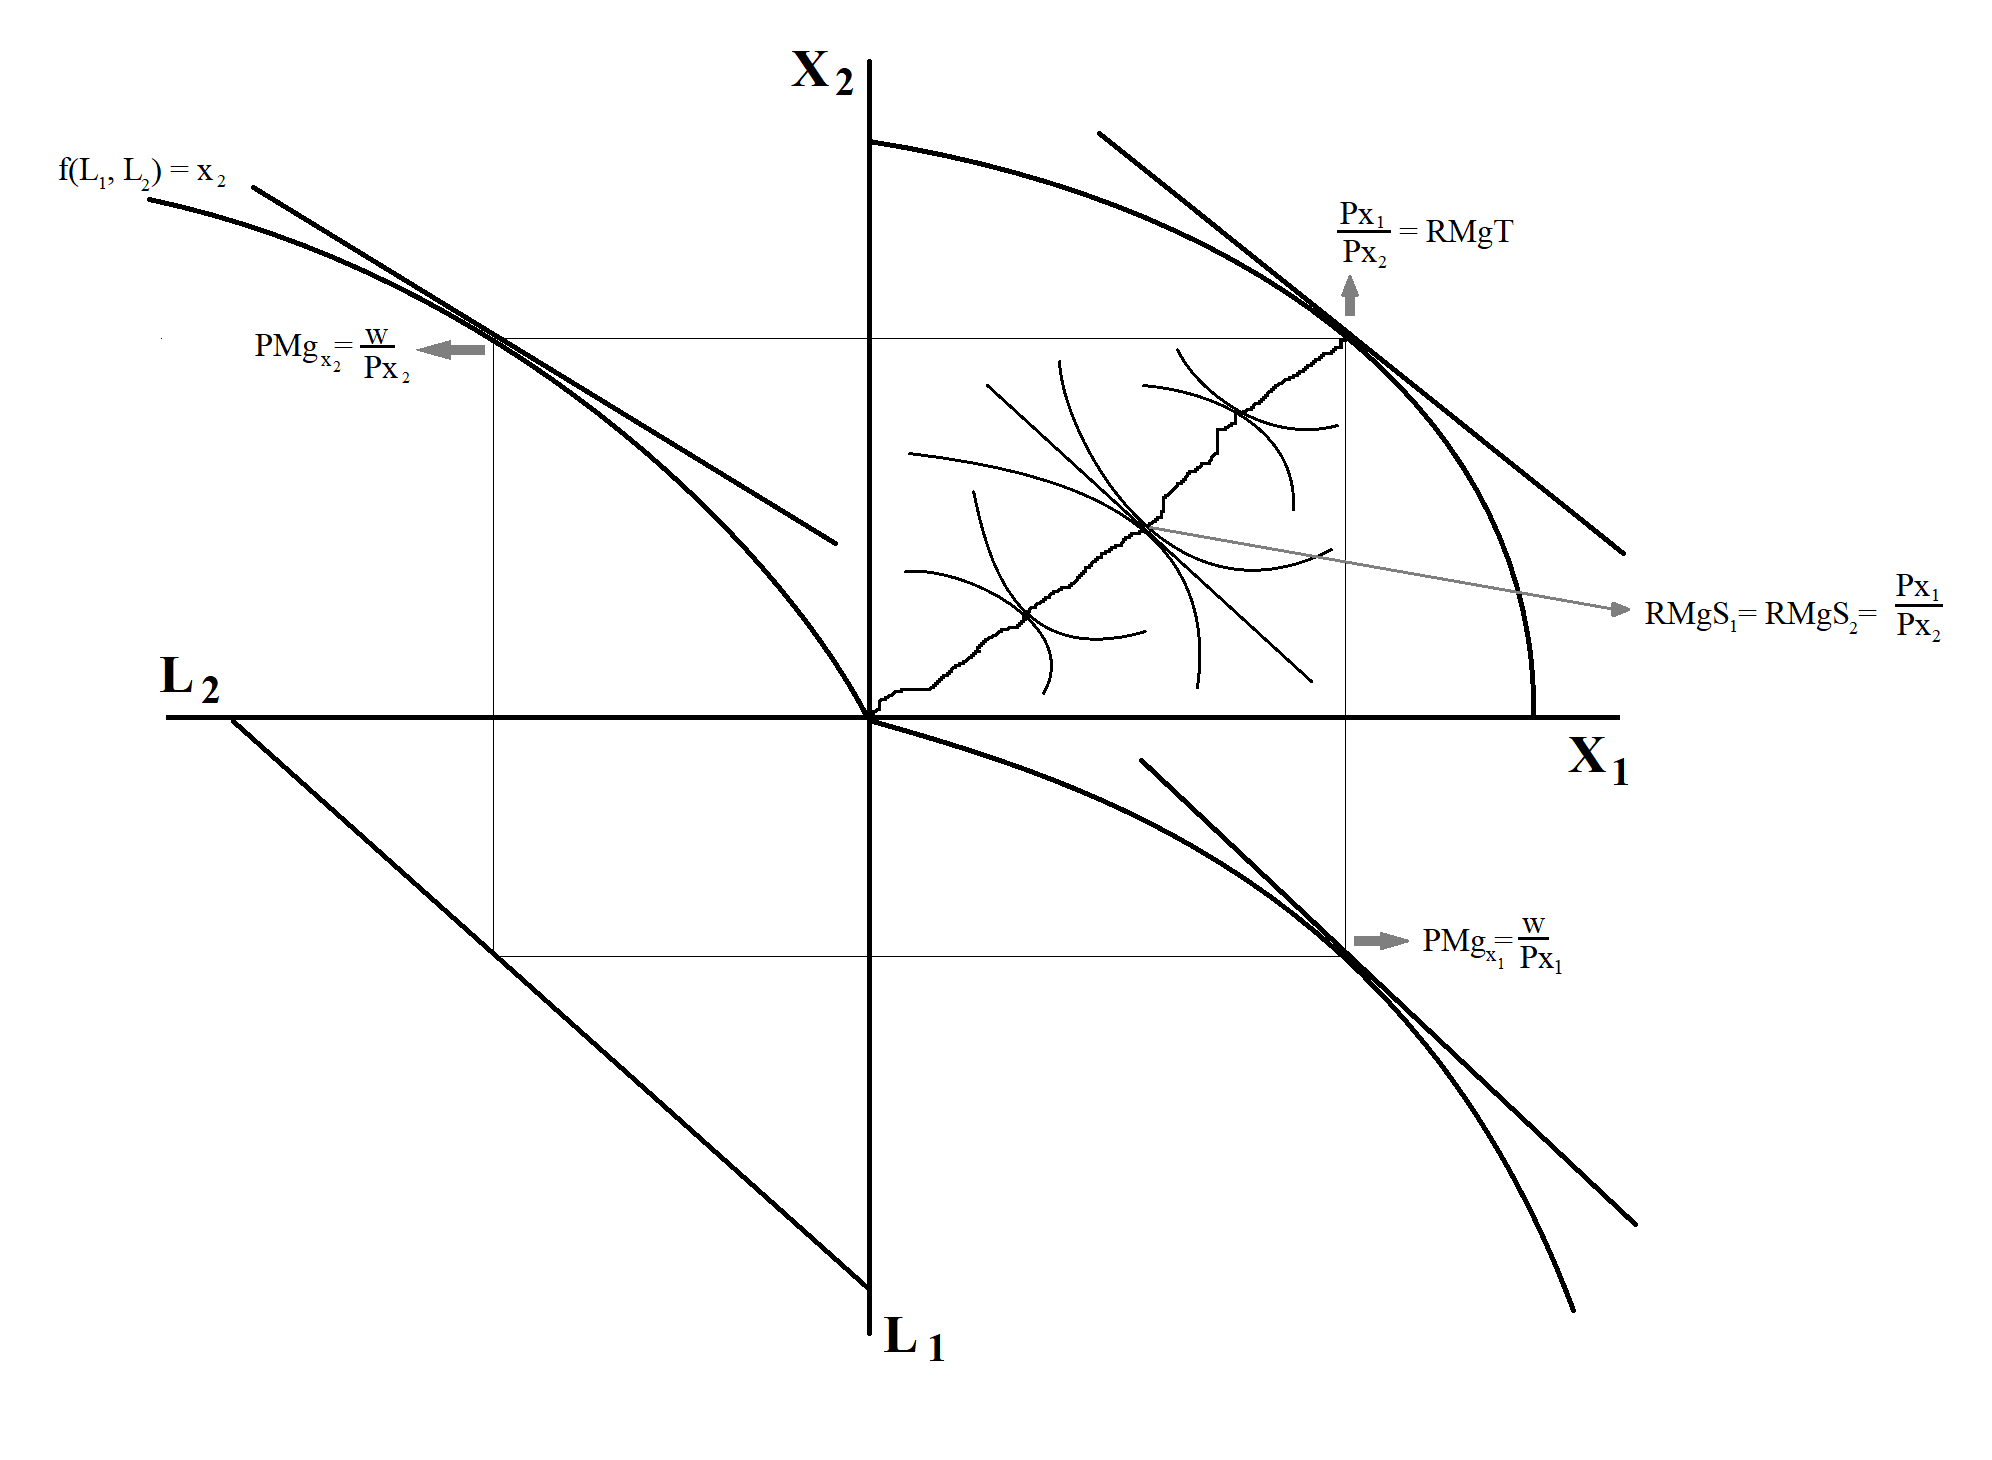 X₂
f(L₁, L₂) = x₂
Px₁/Px₂ = RMgT
PMgₓ₂= w/Px₂
RMgS₁= RMgS₂= Px₁/Px₂
L₂
X₁
PMgₓ₁= w/Px₁
L₁